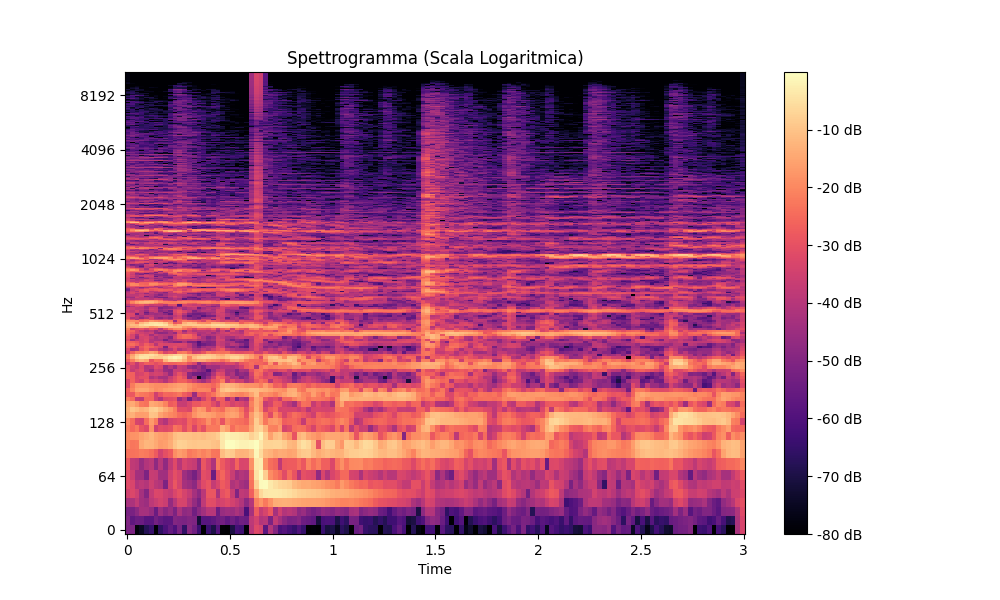 Spettrogramma (Scala Logaritmica)
8192
4096
2048
1024
512
256
128
64
0
Hz
0
0.5
1
1.5
2
2.5
3
Time
-10 dB
-20 dB
-30 dB
-40 dB
-50 dB
-60 dB
-70 dB
-80 dB